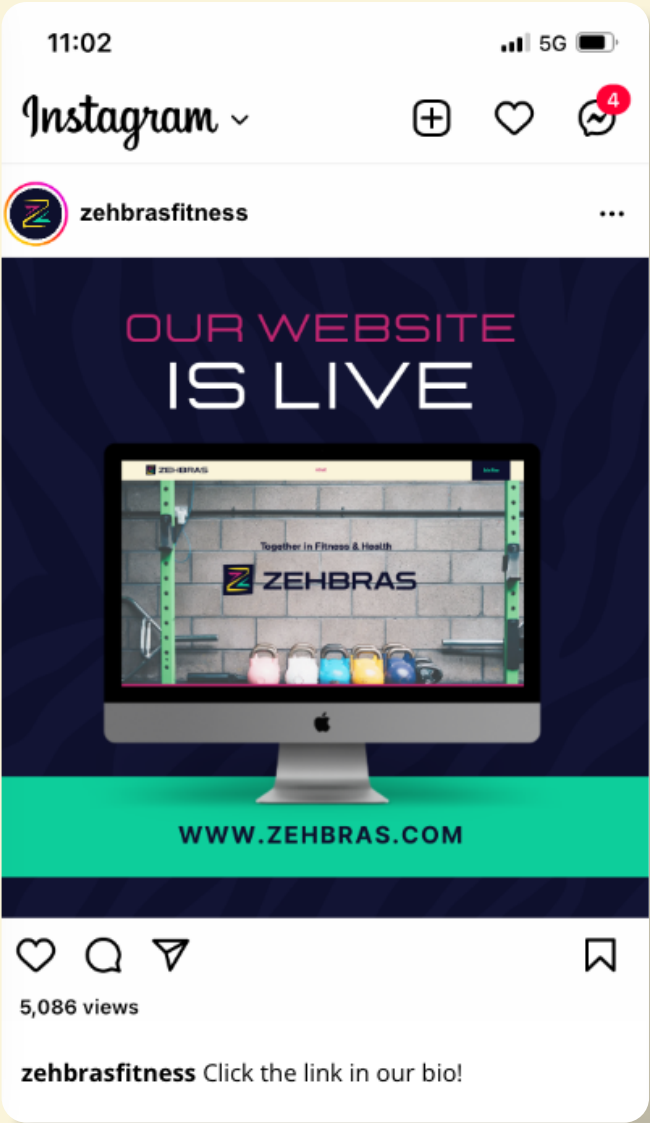 11:02 5G
Instagram 4
zehbrasfitness
OUR WEBSITE
IS LIVE
ZEHBRAS
Together in Fitness & Health
ZEHBRAS
WWW.ZEHBRAS.COM
5,086 views
zehbrasfitness Click the link in our bio!